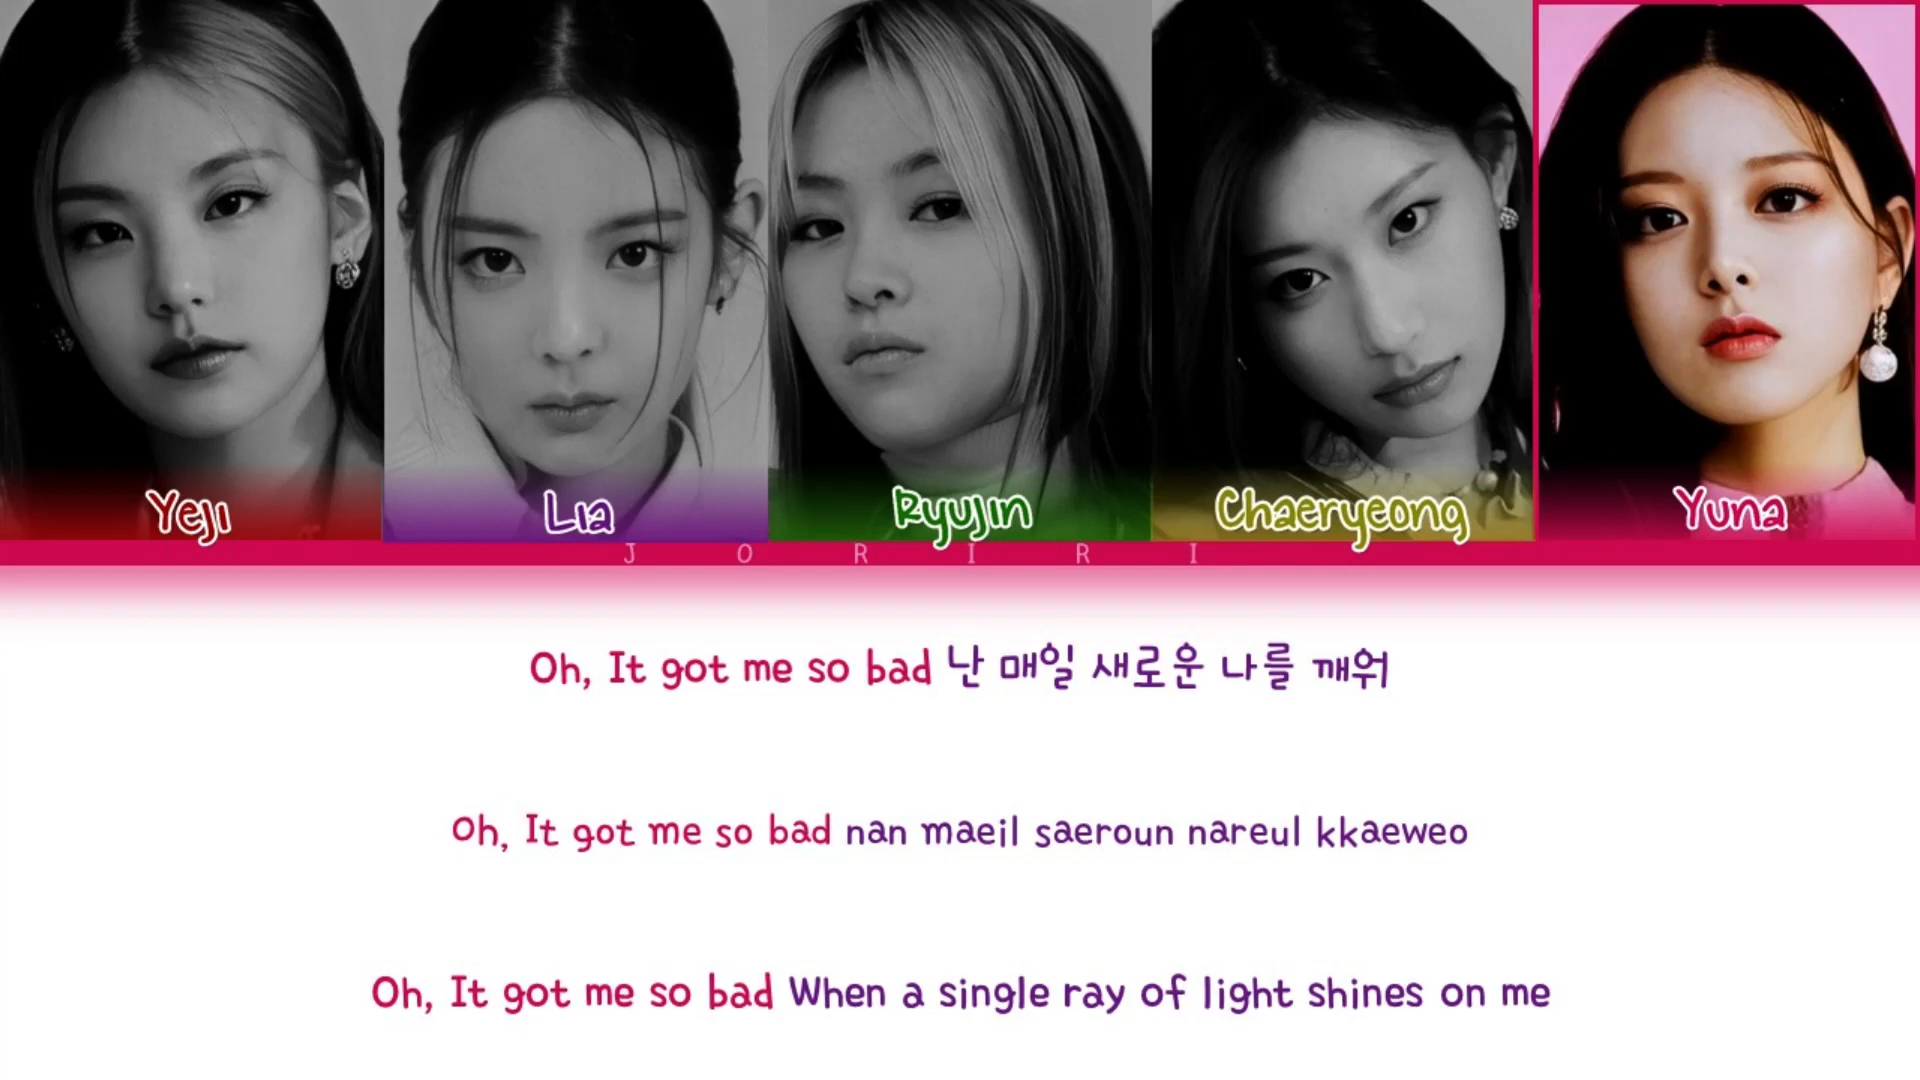 Yeji Lia Ryujin Chaeryeong Yuna
J O R I R I
Oh, It got me so bad 난 매일 새로운 나를 깨워
Oh, It got me so bad nan maeil saeroun nareul kkaeweo
Oh, It got me so bad When a single ray of light shines on me